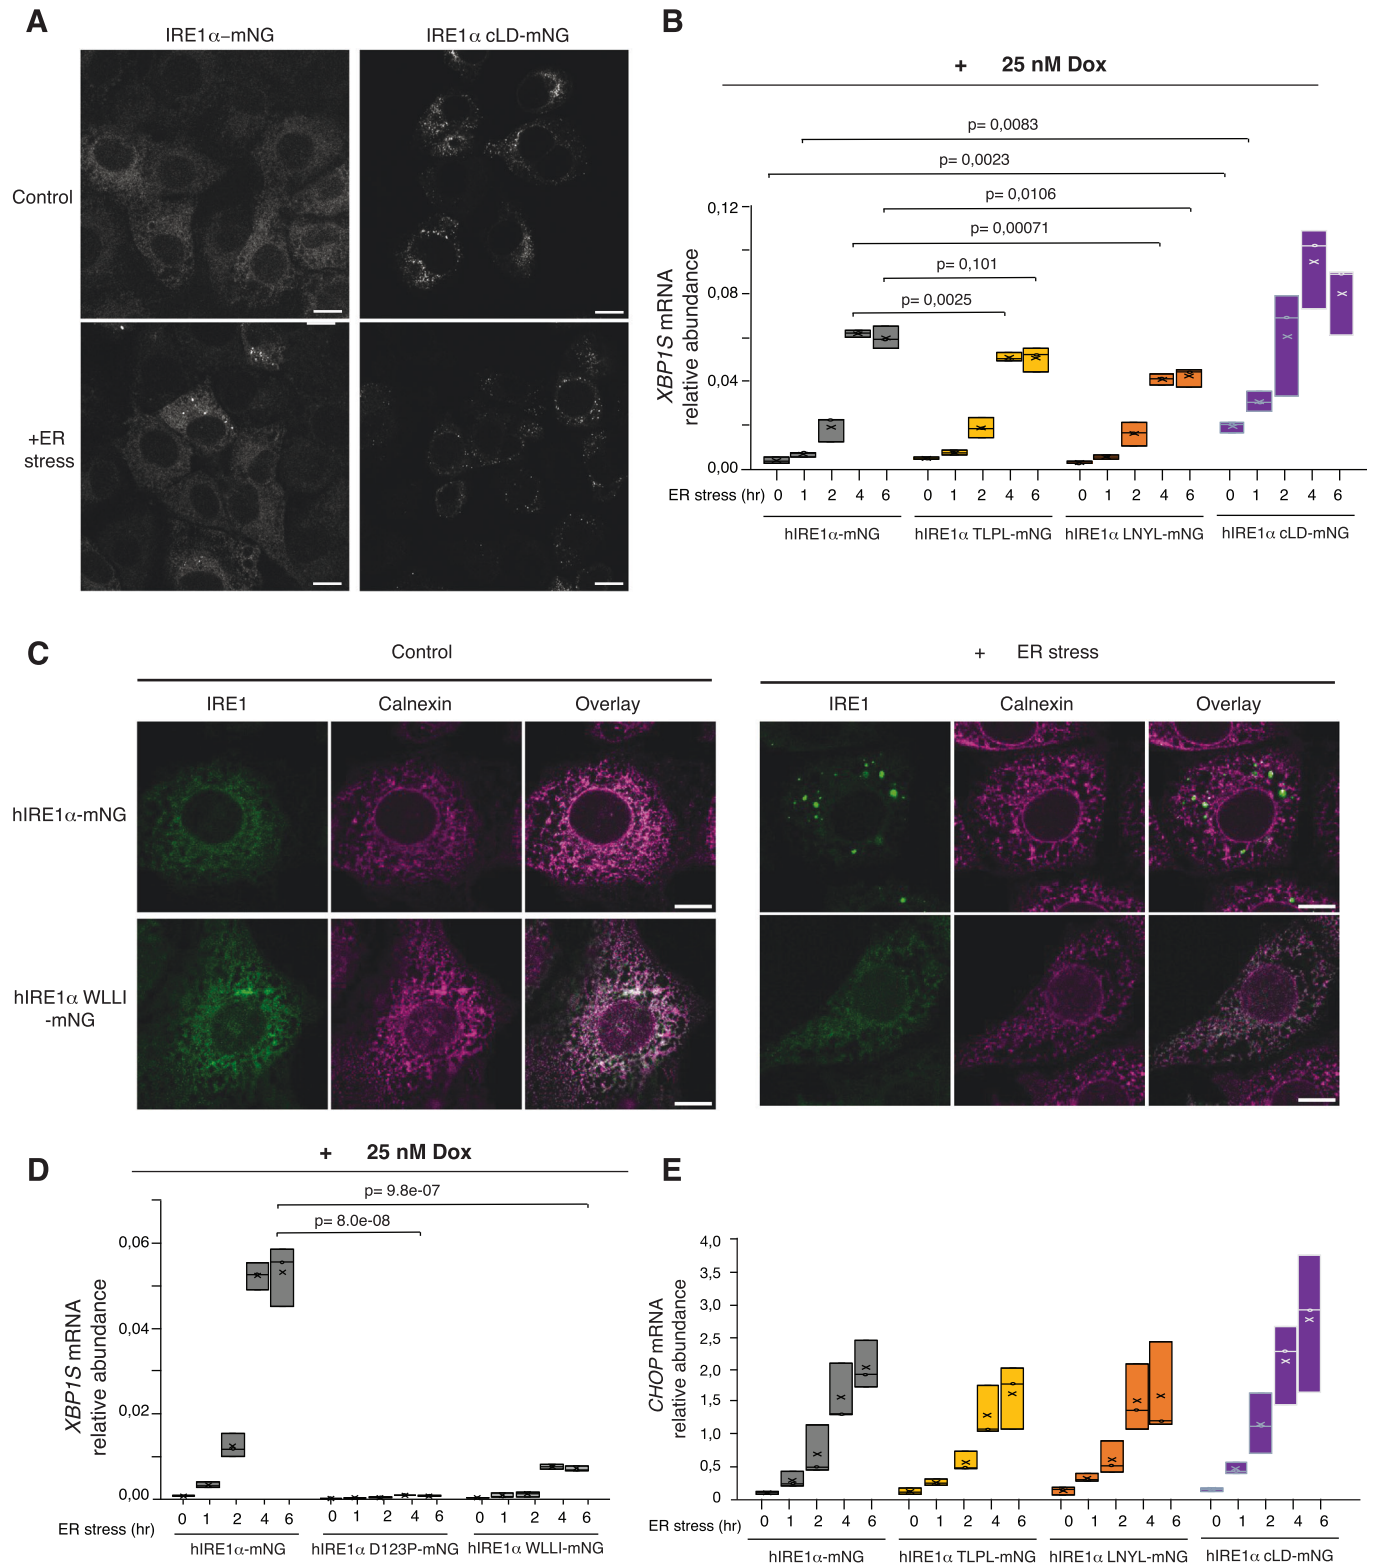 A
IRE1α–mNG
IRE1α cLD-mNG
Control
+ER
stress
B
+ 25 nM Dox
p= 0,0083
p= 0,0023
p= 0,0106
p= 0,00071
p= 0,101
p= 0,0025
XBP1S mRNA
relative abundance
0,12
0,08
0,04
0,00
ER stress (hr)
0 1 2 4 6 0 1 2 4 6 0 1 2 4 6 0 1 2 4 6
hIRE1α-mNG
hIRE1α TLPL-mNG
hIRE1α LNYL-mNG
hIRE1α cLD-mNG
C
Control
+ ER stress
IRE1
Calnexin
Overlay
IRE1
Calnexin
Overlay
hIRE1α-mNG
hIRE1α WLLI
-mNG
D
+ 25 nM Dox
p= 9.8e-07
p= 8.0e-08
XBP1S mRNA
relative abundance
0,06
0,04
0,02
0,00
ER stress (hr)
0 1 2 4 6 0 1 2 4 6 0 1 2 4 6
hIRE1α-mNG
hIRE1α D123P-mNG
hIRE1α WLLI-mNG
E
CHOP mRNA
relative abundance
4,0
3,5
3,0
2,5
2,0
1,5
1,0
0,5
0
ER stress (hr)
0 1 2 4 6 0 1 2 4 6 0 1 2 4 6 0 1 2 4 6
hIRE1α-mNG
hIRE1α TLPL-mNG
hIRE1α LNYL-mNG
hIRE1α cLD-mNG